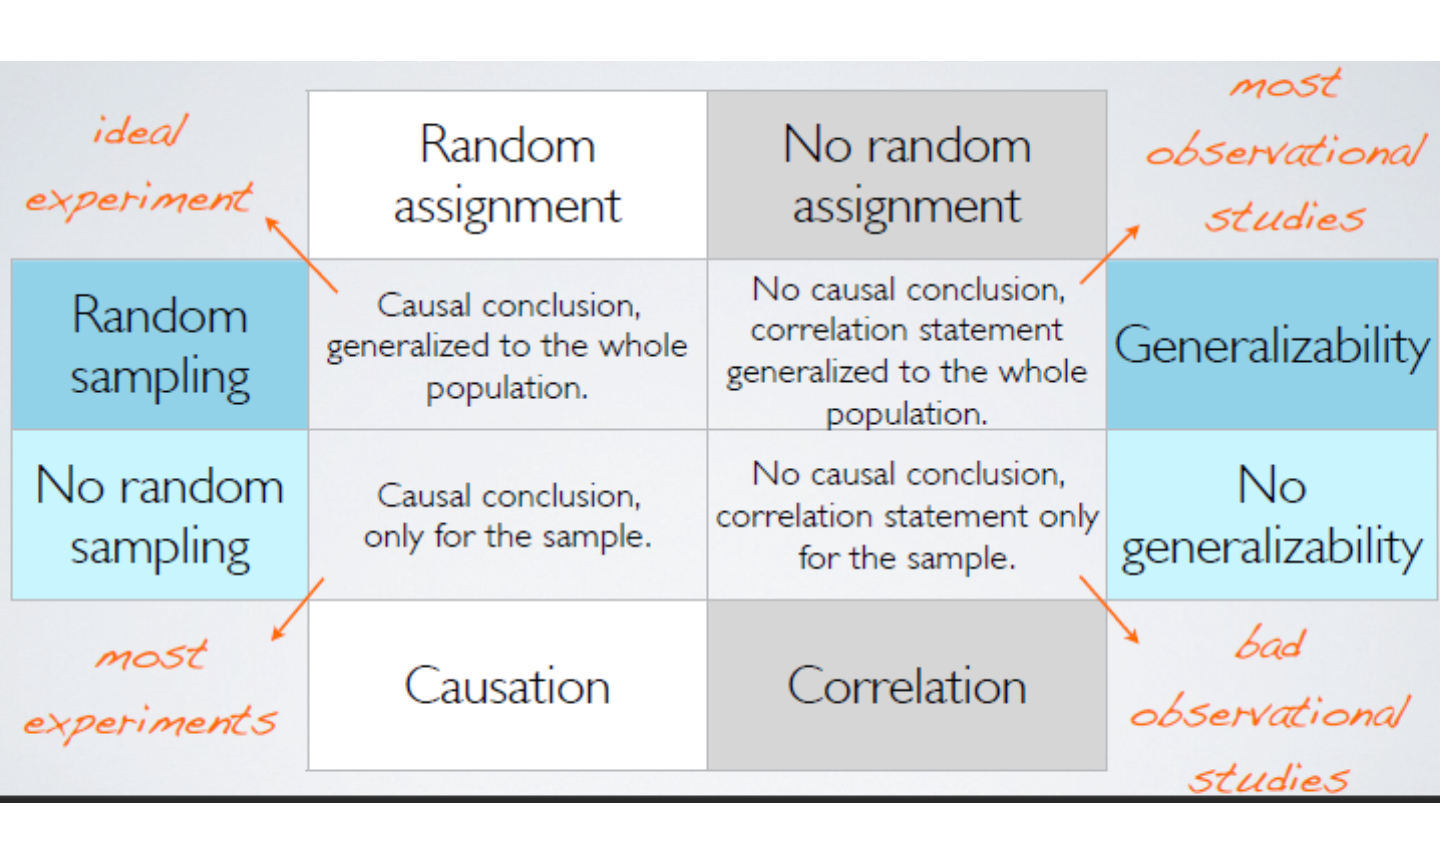 ideal
experiment
Random
assignment
No random
assignment
most
observational
studies
Random
sampling
Causal conclusion,
generalized to the whole
population.
No causal conclusion,
correlation statement
generalized to the whole
population.
Generalizability
No random
sampling
Causal conclusion,
only for the sample.
No causal conclusion,
correlation statement only
for the sample.
No
generalizability
most
experiments
Causation
Correlation
bad
observational
studies